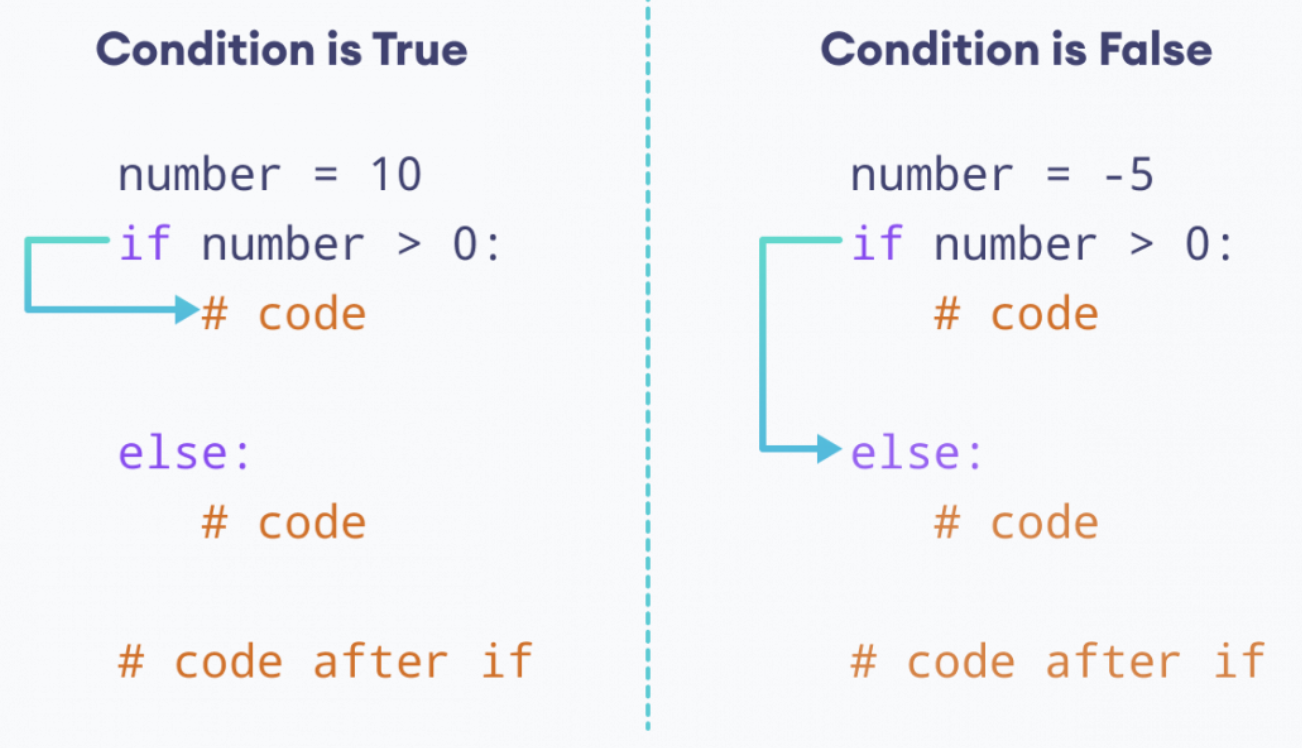 Condition is True
number = 10
if number > 0:
    # code
else:
    # code
# code after if
Condition is False
number = -5
if number > 0:
    # code
else:
    # code
# code after if